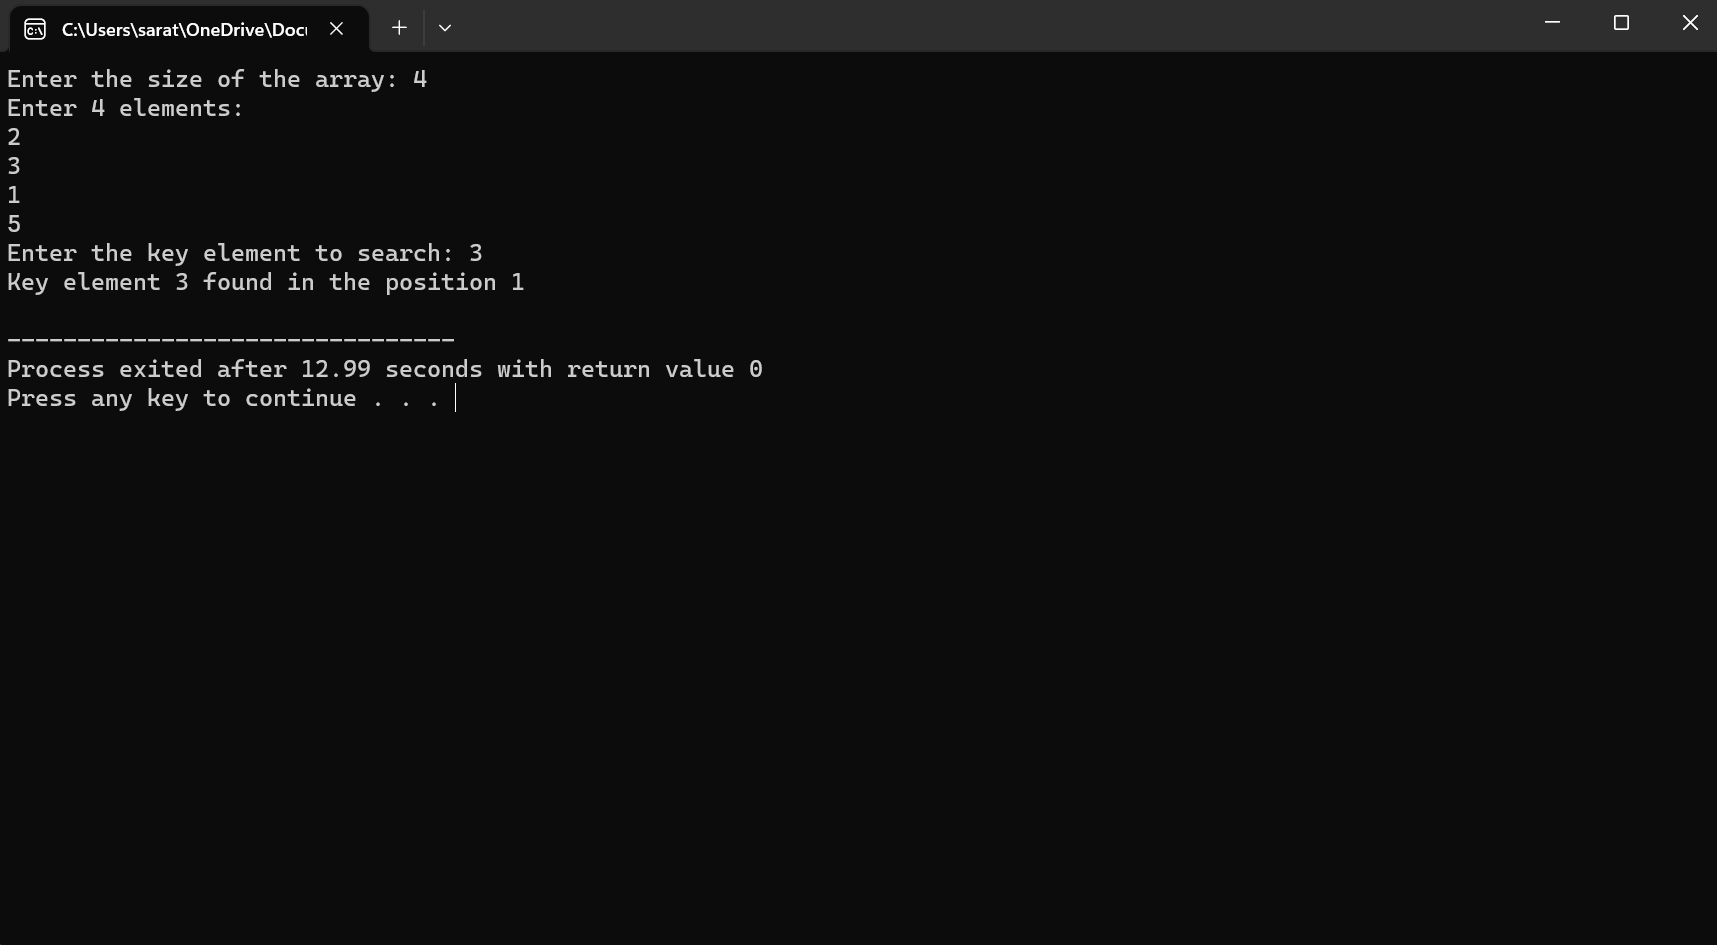 C:\Users\sarat\OneDrive\Docu
Enter the size of the array: 4
Enter 4 elements:
2
3
1
5
Enter the key element to search: 3
Key element 3 found in the position 1
--------------------------------
Process exited after 12.99 seconds with return value 0
Press any key to continue . . .